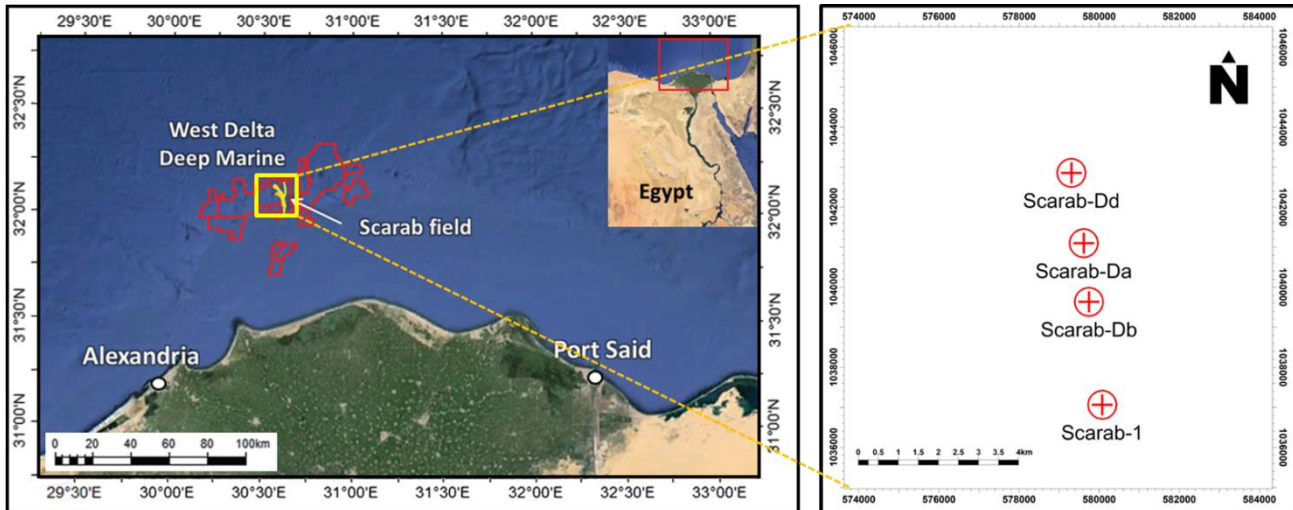 29°30'E 30°00'E 30°30'E 31°00'E 31°30'E 32°00'E 32°30'E 33°00'E
32°30'N
32°00'N
31°30'N
31°00'N
West Delta
Deep Marine
Scarab field
Egypt
Alexandria
Port Said
0 20 40 60 80 100km
32°30'N
32°00'N
31°30'N
31°00'N
29°30'E 30°00'E 30°30'E 31°00'E 31°30'E 32°00'E 32°30'E 33°00'E
574000 576000 578000 580000 582000 584000
1046000
1044000
1042000
1040000
1038000
1036000
N
Scarab-Dd
Scarab-Da
Scarab-Db
Scarab-1
0 0.5 1 1.5 2 2.5 3 3.5 4km
1046000
1044000
1042000
1040000
1038000
1036000
574000 576000 578000 580000 582000 584000